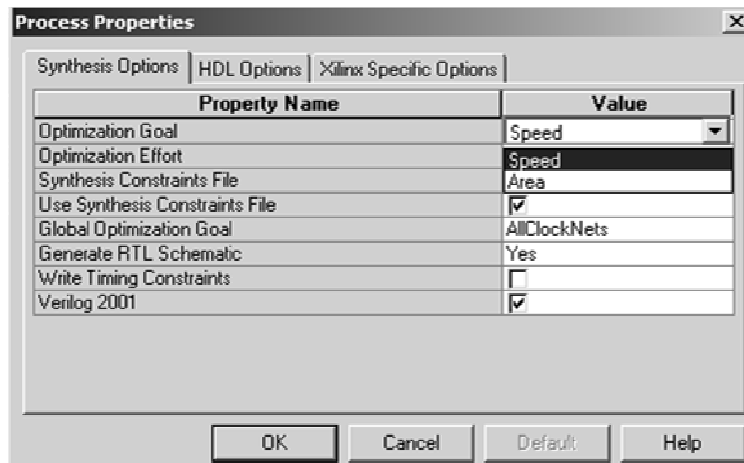 Process Properties
Synthesis Options HDL Options Xilinx Specific Options
Property Name Value
Optimization Goal Speed
Optimization Effort Speed
Synthesis Constraints File Area
Use Synthesis Constraints File
Global Optimization Goal AllClockNets
Generate RTL Schematic Yes
Write Timing Constraints
Verilog 2001
OK Cancel Default Help